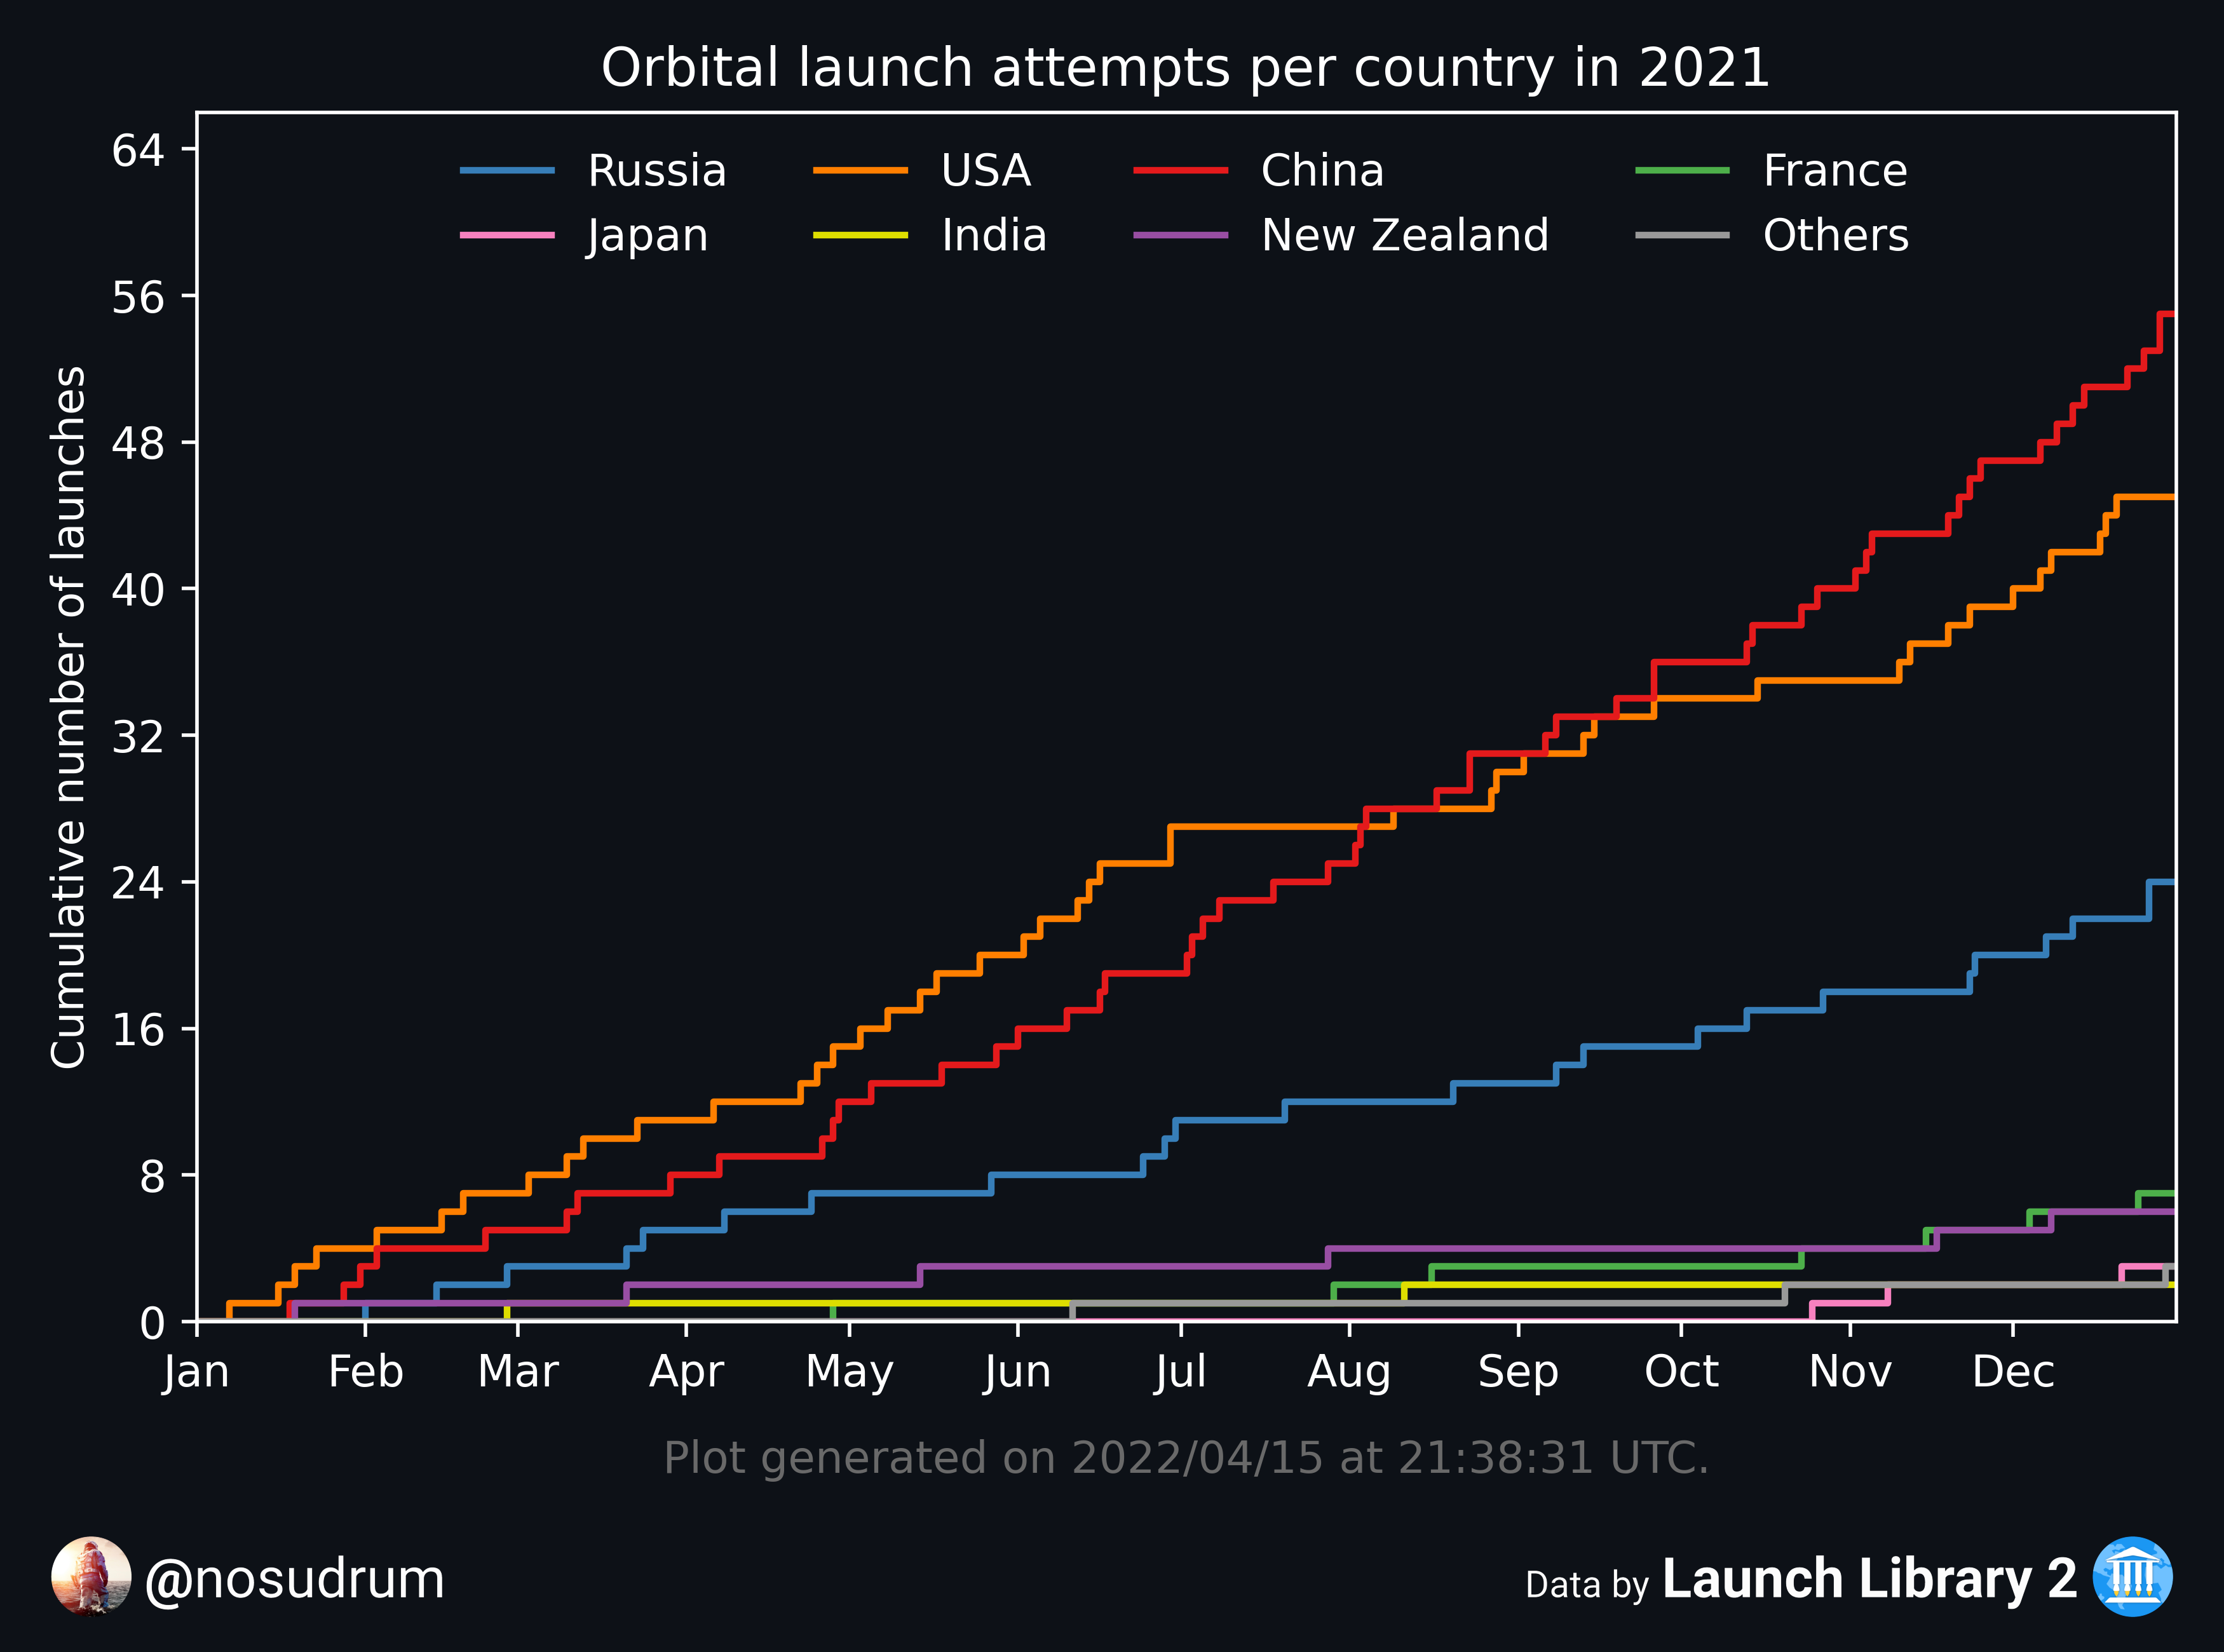 Orbital launch attempts per country in 2021
64
56
48
40
32
24
16
8
0
Cumulative number of launches
Russia USA China France
Japan India New Zealand Others
Jan Feb Mar Apr May Jun Jul Aug Sep Oct Nov Dec
Plot generated on 2022/04/15 at 21:38:31 UTC.
@nosudrum
Data by Launch Library 2